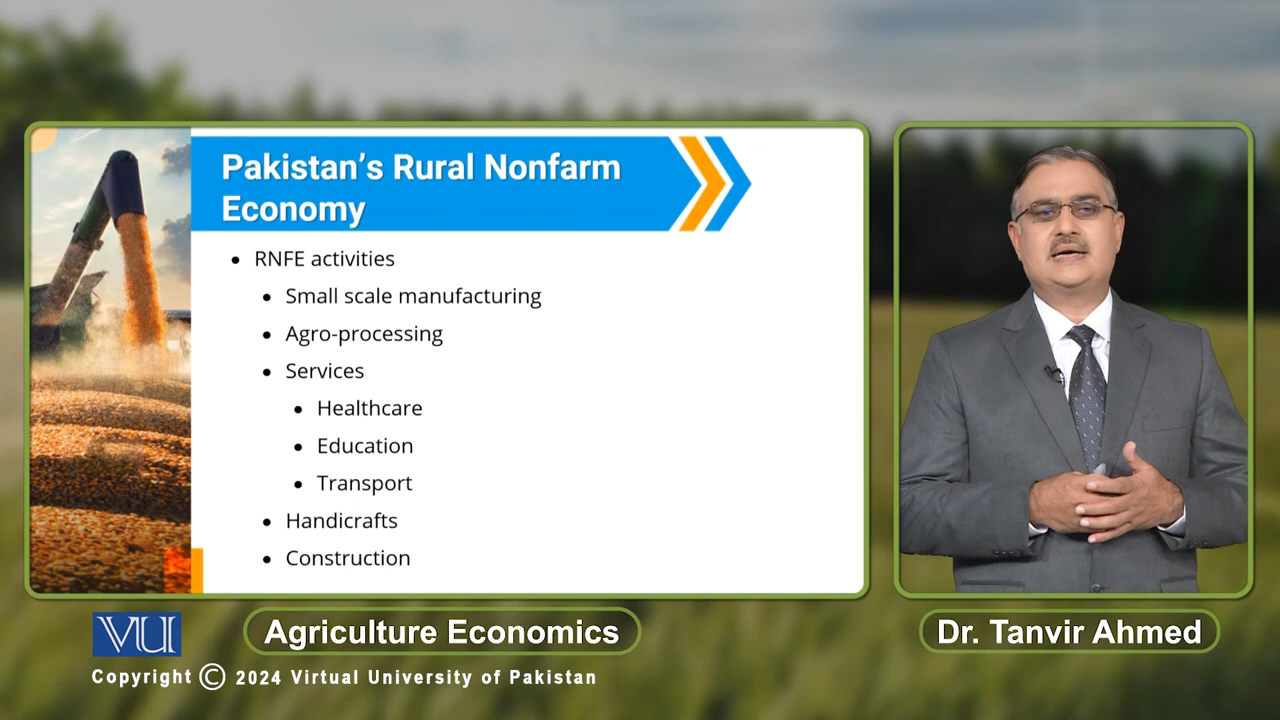 Pakistan's Rural Nonfarm
Economy
RNFE activities
Small scale manufacturing
Agro-processing
Services
Healthcare
Education
Transport
Handicrafts
Construction
VU
Agriculture Economics
Dr. Tanvir Ahmed
Copyright © 2024 Virtual University of Pakistan